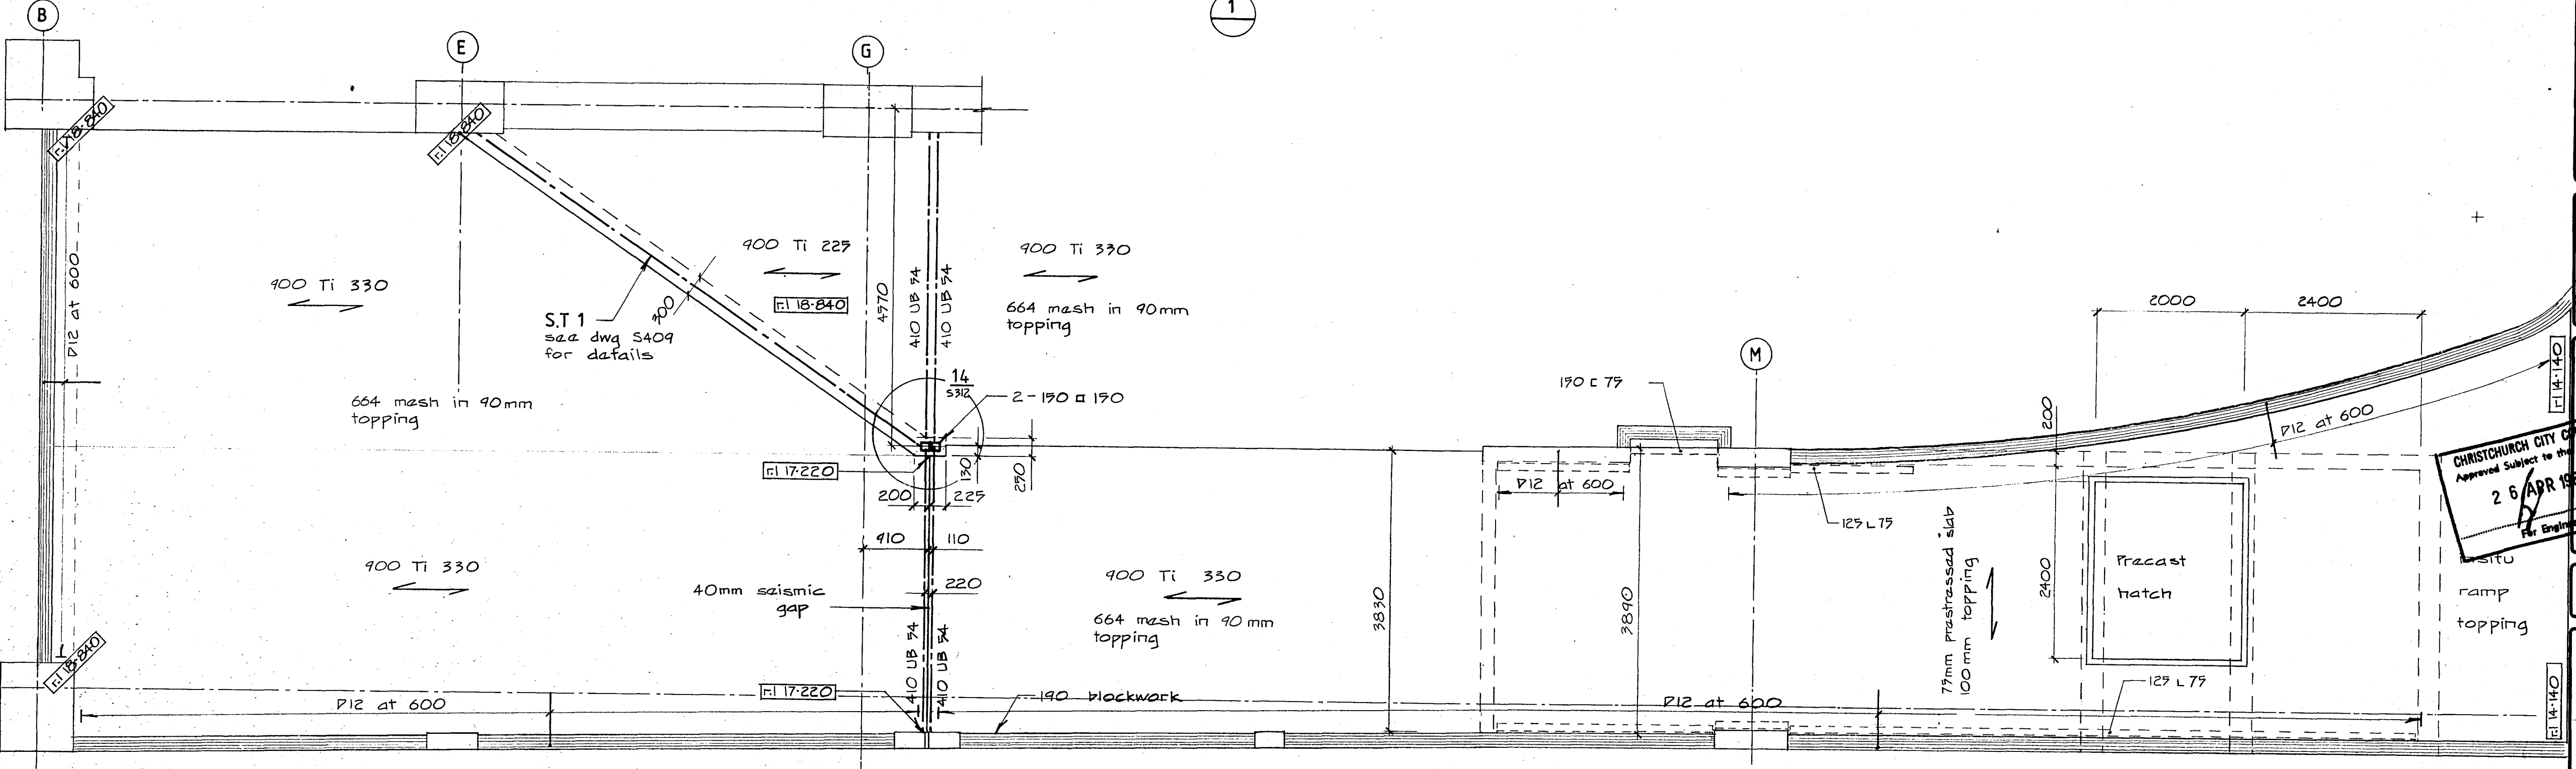 B
E
G
1
M
r.l 18·840
r.l 18·840
D12 at 600
900 Ti 330
900 Ti 225
r.l 18·840
S.T 1
see dwg S409
for details
300
4570
410 UB 54
410 UB 54
900 Ti 330
664 mesh in 90mm
topping
14
S312
2-150 □ 150
664 mesh in 90mm
topping
r.l 17·220
200
225
130
250
410
110
220
900 Ti 330
40mm seismic
gap
900 Ti 330
664 mesh in 90 mm
topping
410 UB 54
410 UB 54
r.l 18·840
r.l 17·220
D12 at 600
190 blockwork
3830
3890
150 ⊏ 75
D12 at 600
125 ∟ 75
75mm prestressed slab
100mm topping
2000
2400
200
2400
D12 at 600
r.l 14·140
Precast
hatch
CHRISTCHURCH CITY
Approved Subject to the
2 6 APR
For
insitu
ramp
topping
125 ∟ 75
D12 at 600
r.l 14·140